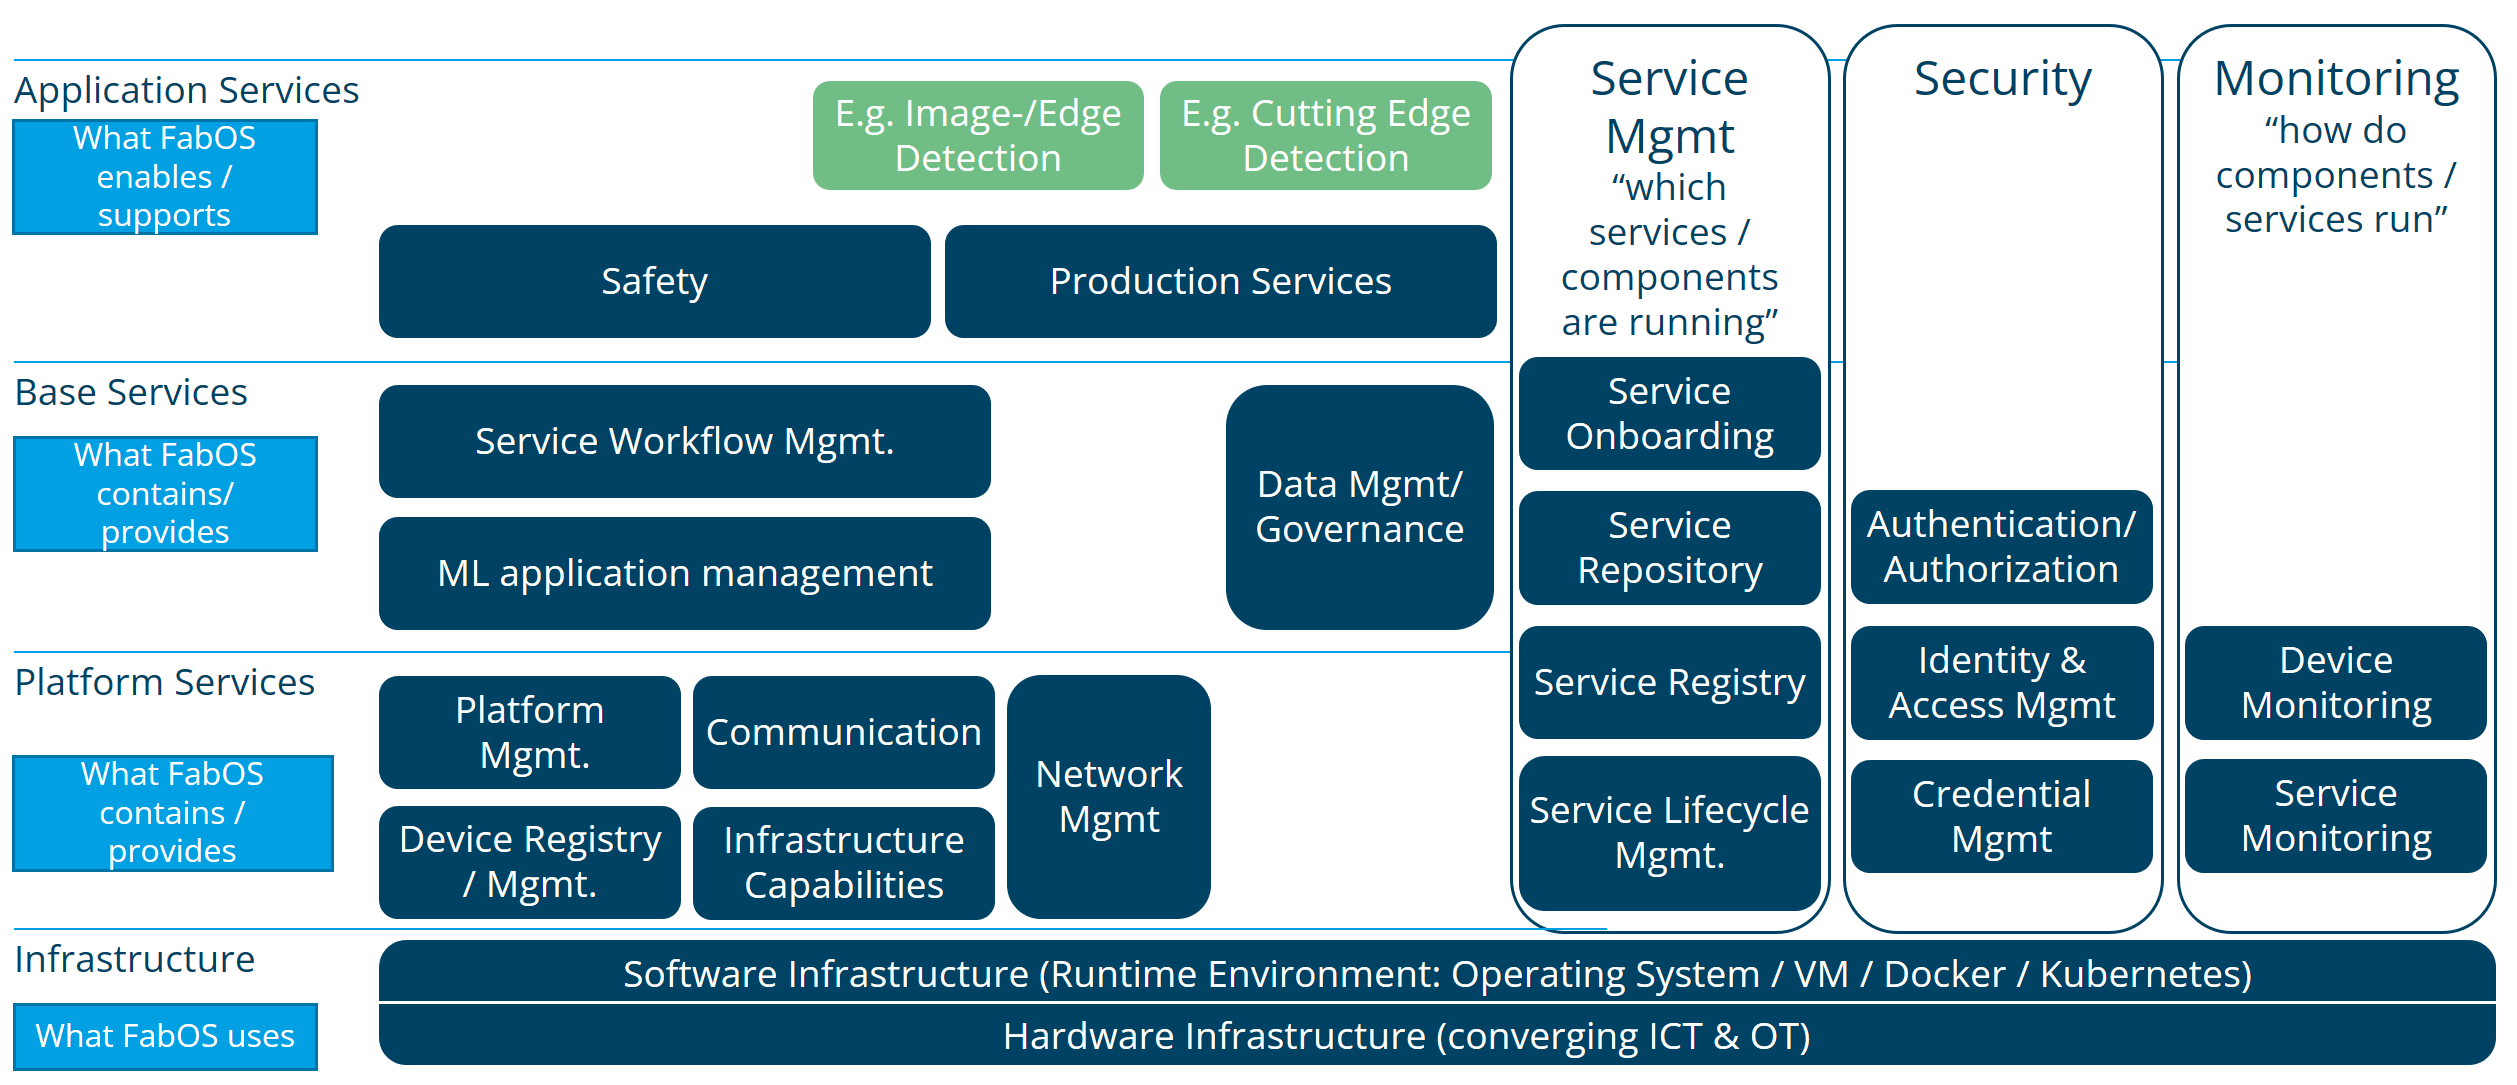 Application Services
What FabOS
enables /
supports
E.g. Image-/Edge
Detection
E.g. Cutting Edge
Detection
Safety
Production Services
Base Services
What FabOS
contains/
provides
Service Workflow Mgmt.
ML application management
Data Mgmt/
Governance
Platform Services
What FabOS
contains /
provides
Platform
Mgmt.
Communication
Network
Mgmt
Device Registry
/ Mgmt.
Infrastructure
Capabilities
Service
Mgmt
“which
services /
components
are running”
Service
Onboarding
Service
Repository
Service Registry
Service Lifecycle
Mgmt.
Security
Authentication/
Authorization
Identity &
Access Mgmt
Credential
Mgmt
Monitoring
“how do
components /
services run”
Device
Monitoring
Service
Monitoring
Infrastructure
What FabOS uses
Software Infrastructure (Runtime Environment: Operating System / VM / Docker / Kubernetes)
Hardware Infrastructure (converging ICT & OT)